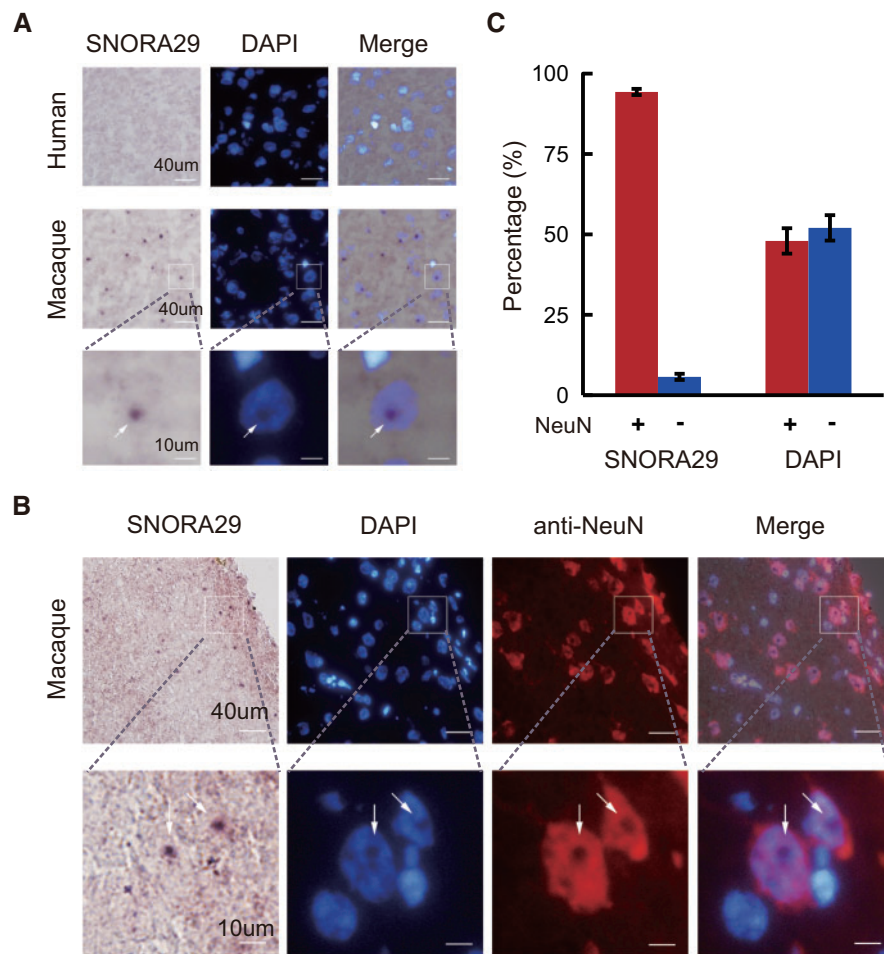 A
SNORA29 DAPI Merge
Human
40um
Macaque
40um
10um
C
Percentage (%)
100
75
50
25
0
NeuN + - + -
SNORA29 DAPI
B
SNORA29 DAPI anti-NeuN Merge
Macaque
40um
10um